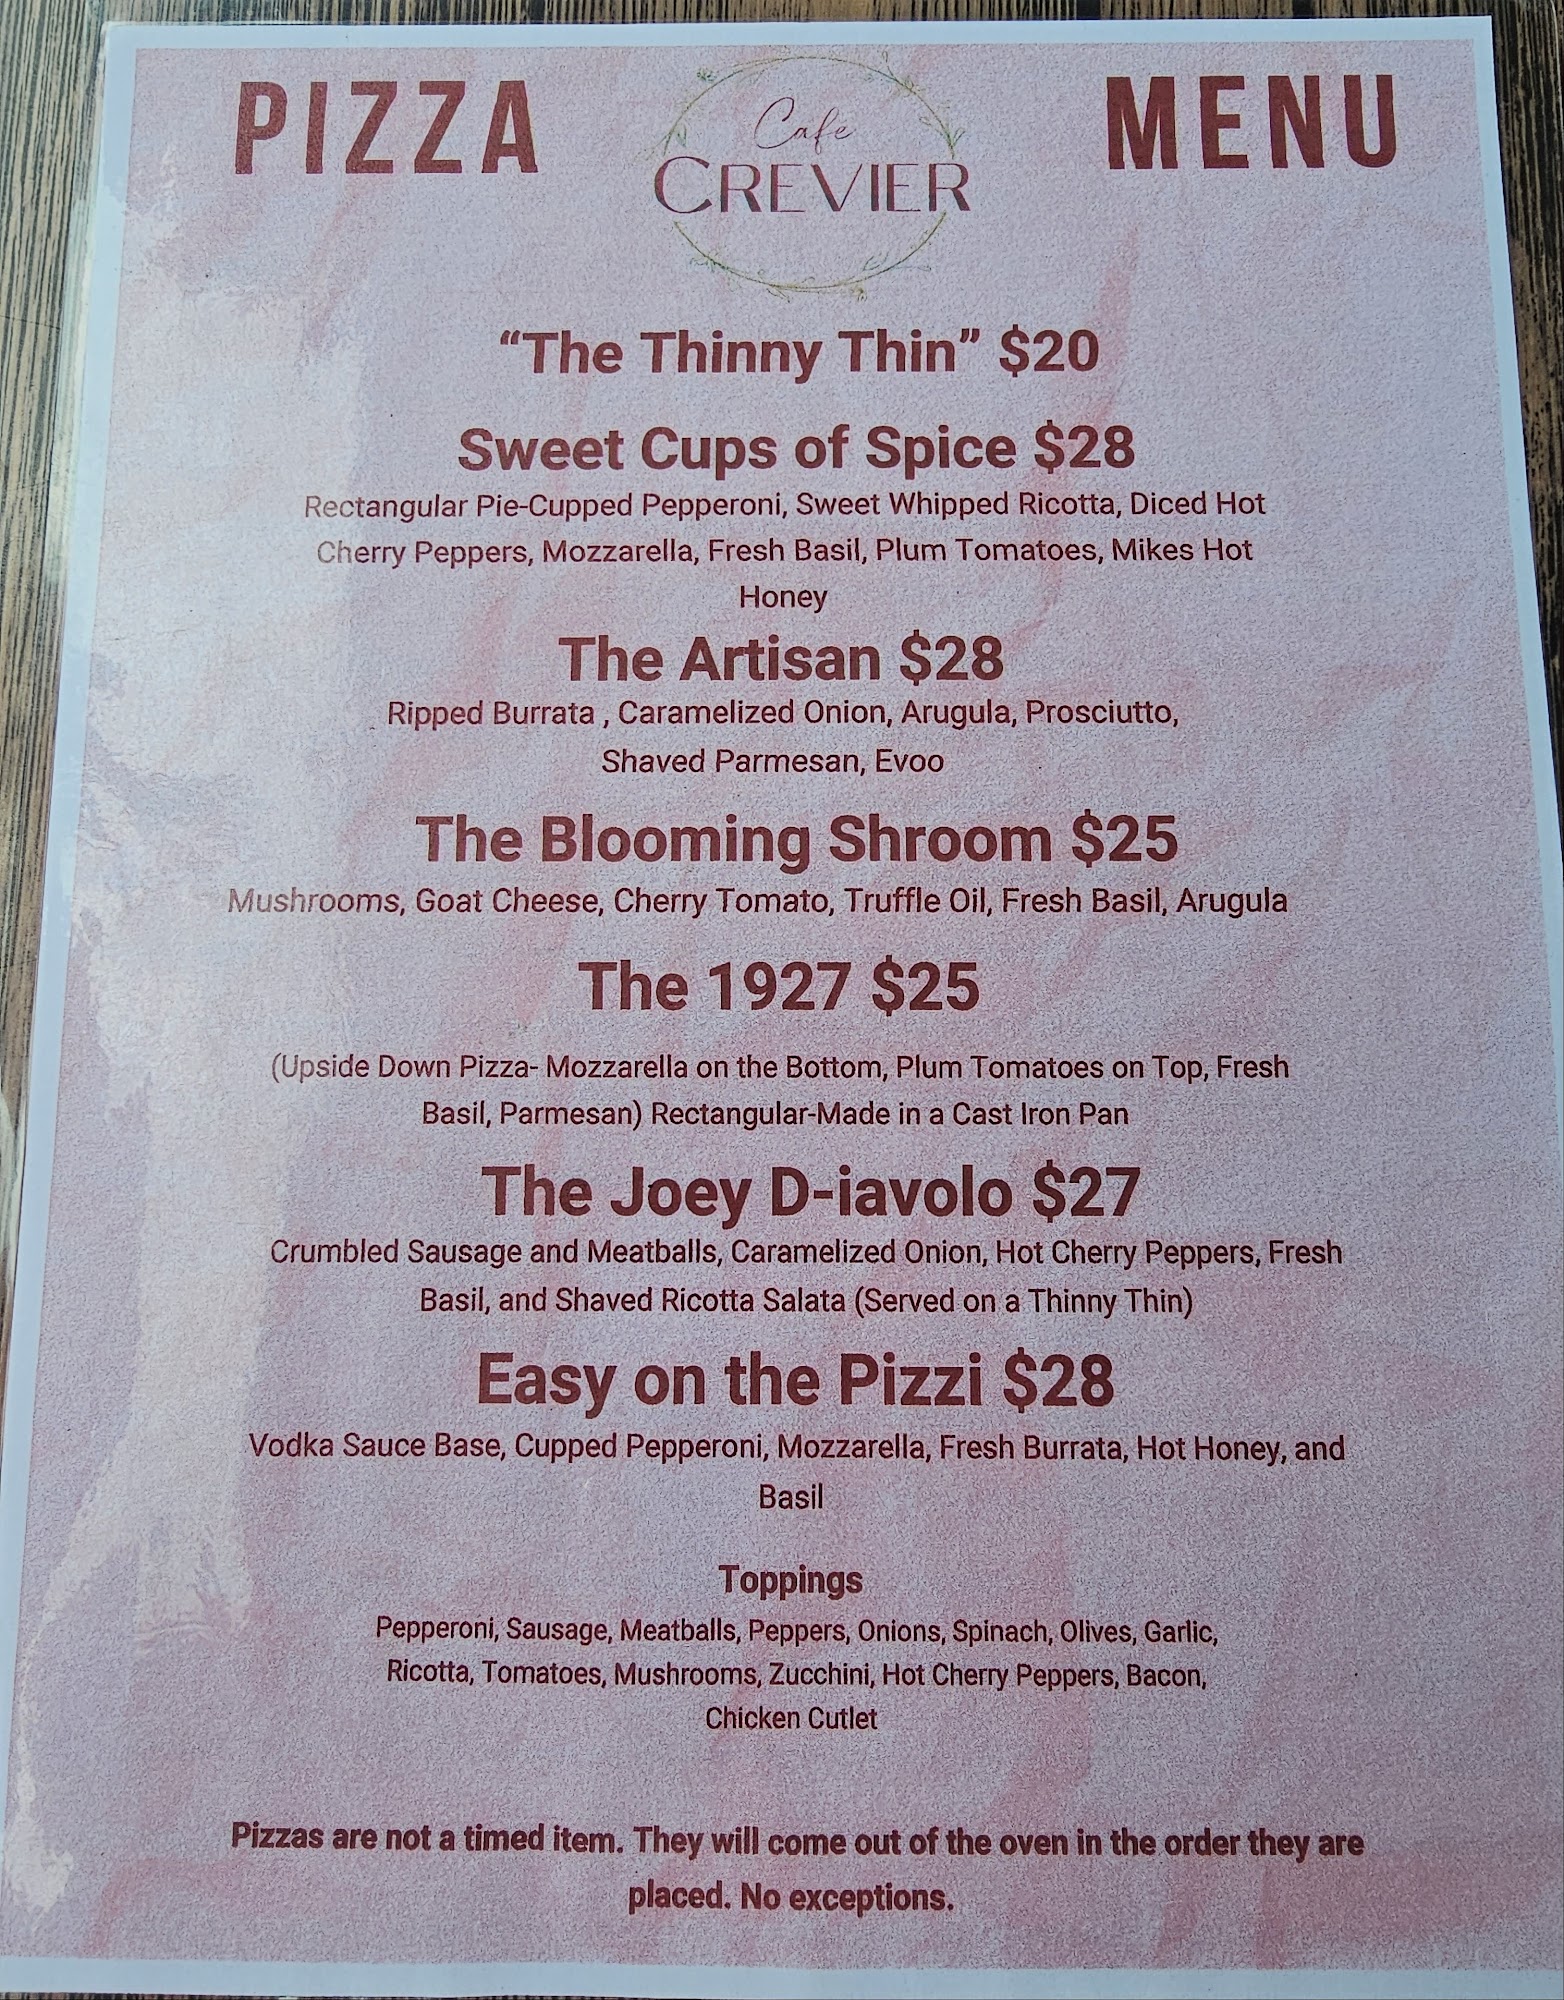 PIZZA
Cafe
CREVIER
MENU
“The Thinny Thin” $20
Sweet Cups of Spice $28
Rectangular Pie-Cupped Pepperoni, Sweet Whipped Ricotta, Diced Hot
Cherry Peppers, Mozzarella, Fresh Basil, Plum Tomatoes, Mikes Hot
Honey
The Artisan $28
Ripped Burrata , Caramelized Onion, Arugula, Prosciutto,
Shaved Parmesan, Evoo
The Blooming Shroom $25
Mushrooms, Goat Cheese, Cherry Tomato, Truffle Oil, Fresh Basil, Arugula
The 1927 $25
(Upside Down Pizza- Mozzarella on the Bottom, Plum Tomatoes on Top, Fresh
Basil, Parmesan) Rectangular-Made in a Cast Iron Pan
The Joey D-iavolo $27
Crumbled Sausage and Meatballs, Caramelized Onion, Hot Cherry Peppers, Fresh
Basil, and Shaved Ricotta Salata (Served on a Thinny Thin)
Easy on the Pizzi $28
Vodka Sauce Base, Cupped Pepperoni, Mozzarella, Fresh Burrata, Hot Honey, and
Basil
Toppings
Pepperoni, Sausage, Meatballs, Peppers, Onions, Spinach, Olives, Garlic,
Ricotta, Tomatoes, Mushrooms, Zucchini, Hot Cherry Peppers, Bacon,
Chicken Cutlet
Pizzas are not a timed item. They will come out of the oven in the order they are
placed. No exceptions.